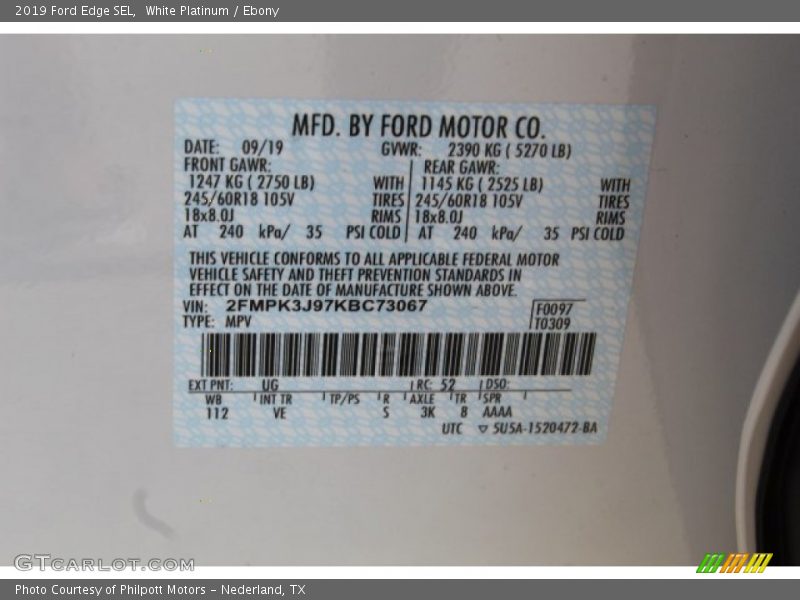 2019 Ford Edge SEL, White Platinum / Ebony
MFD. BY FORD MOTOR CO.
DATE: 09/19 GVWR: 2390 KG ( 5270 LB)
FRONT GAWR: REAR GAWR:
1247 KG ( 2750 LB) WITH 1145 KG ( 2525 LB) WITH
245/60R18 105V TIRES 245/60R18 105V TIRES
18x8.0J RIMS 18x8.0J RIMS
AT 240 kPa/ 35 PSI COLD AT 240 kPa/ 35 PSI COLD
THIS VEHICLE CONFORMS TO ALL APPLICABLE FEDERAL MOTOR
VEHICLE SAFETY AND THEFT PREVENTION STANDARDS IN
EFFECT ON THE DATE OF MANUFACTURE SHOWN ABOVE.
VIN: 2FMPK3J97KBC73067 F0097
TYPE: MPV T0309
EXT PNT: UG RC: 52 DSO:
WB INT TR TP/PS R AXLE TR SPR
112 VE S 3K 8 AAAA
UTC ▽ 5U5A-1520472-BA
GTCARLOT.COM
Photo Courtesy of Philpott Motors - Nederland, TX